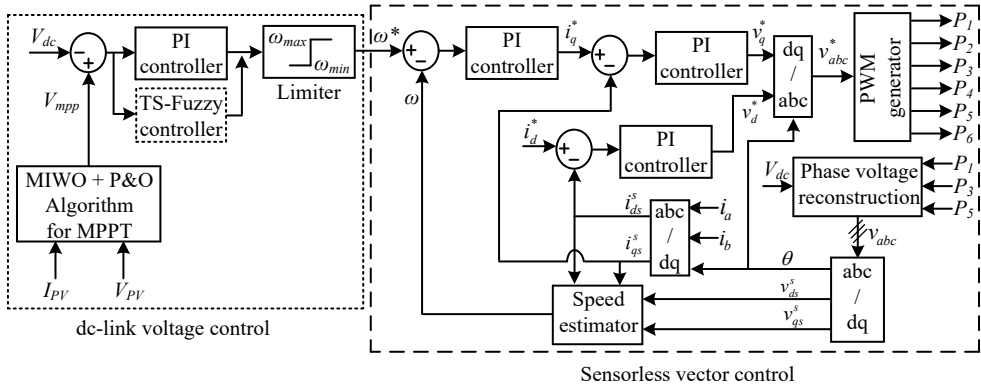 V_dc
−
+
PI
controller
TS-Fuzzy
controller
ω_max
ω_min
Limiter
V_mpp
MIWO + P&O
Algorithm
for MPPT
I_PV
V_PV
dc-link voltage control
ω*
+
−
ω
PI
controller
i_q^*
+
−
PI
controller
v_q^*
dq
/
abc
v_abc^*
PWM
generator
P_1
P_2
P_3
P_4
P_5
P_6
i_d^*
+
−
PI
controller
v_d^*
V_dc
Phase voltage
reconstruction
P_1
P_3
P_5
v_abc
i_ds^s
i_qs^s
abc
/
dq
i_a
i_b
θ
abc
/
dq
v_ds^s
v_qs^s
Speed
estimator
Sensorless vector control